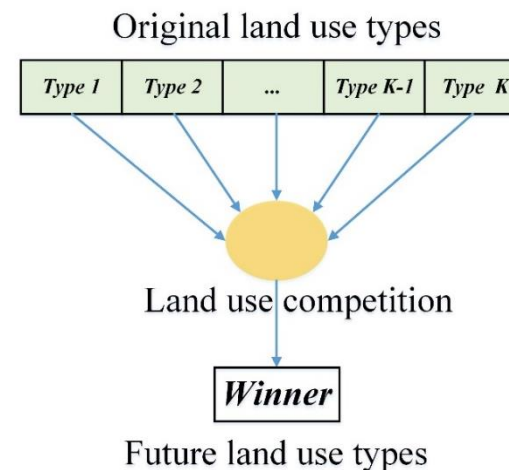 Original land use types
Type 1 Type 2 ... Type K-1 Type K
Land use competition
Winner
Future land use types